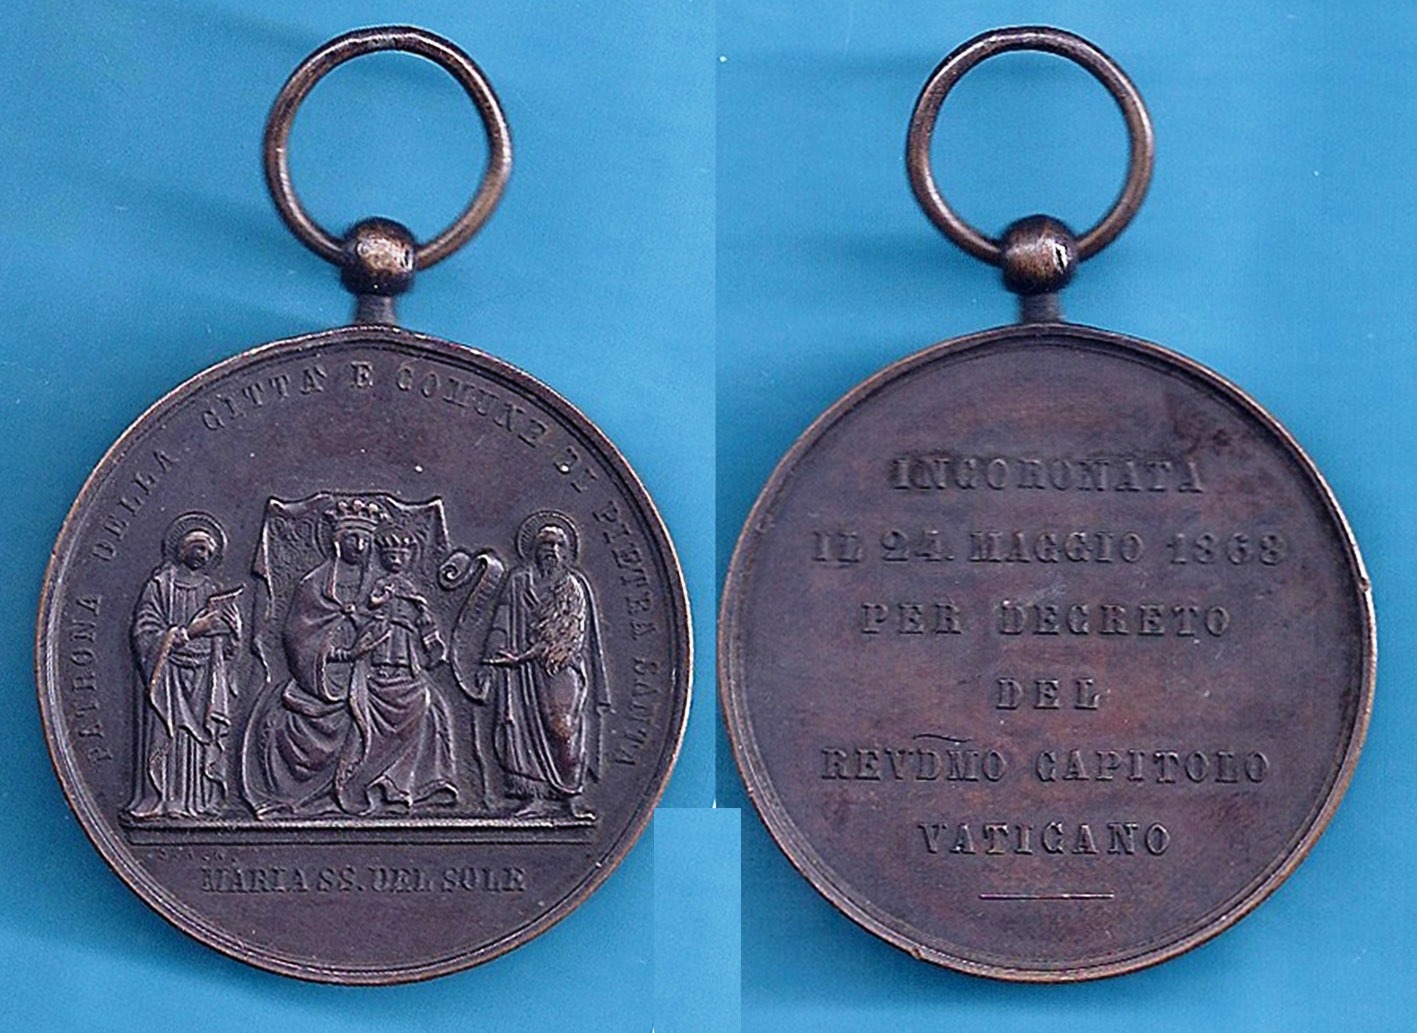 PATRONA DELLA CITTA' E COMUNE DI PIETRA SANTA
MARIA SS. DEL SOLE
INCORONATA
IL 24. MAGGIO 1868
PER DECRETO
DEL
REVDM̃O CAPITOLO
VATICANO